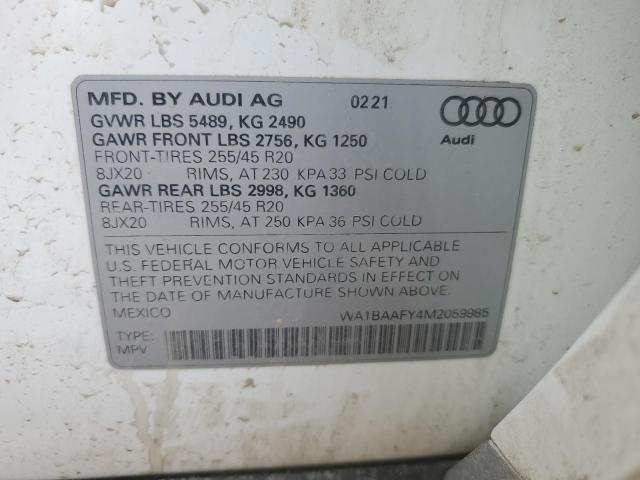 MFD. BY AUDI AG 0221
GVWR LBS 5489, KG 2490
GAWR FRONT LBS 2756, KG 1250
Audi
FRONT-TIRES 255/45 R20
8JX20 RIMS, AT 230 KPA 33 PSI COLD
GAWR REAR LBS 2998, KG 1360
REAR-TIRES 255/45 R20
8JX20 RIMS, AT 250 KPA 36 PSI COLD
THIS VEHICLE CONFORMS TO ALL APPLICABLE
U.S. FEDERAL MOTOR VEHICLE SAFETY AND
THEFT PREVENTION STANDARDS IN EFFECT ON
THE DATE OF MANUFACTURE SHOWN ABOVE.
MEXICO WA1BAAFY4M2059985
TYPE:
MPV